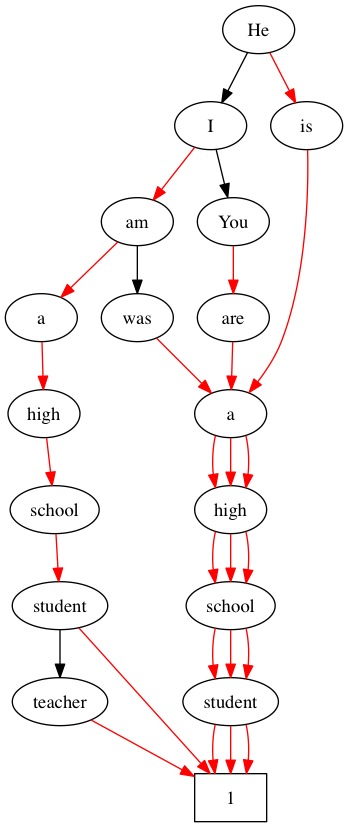 He
I is
am You
a was are
high a
school high
student school
teacher student
1